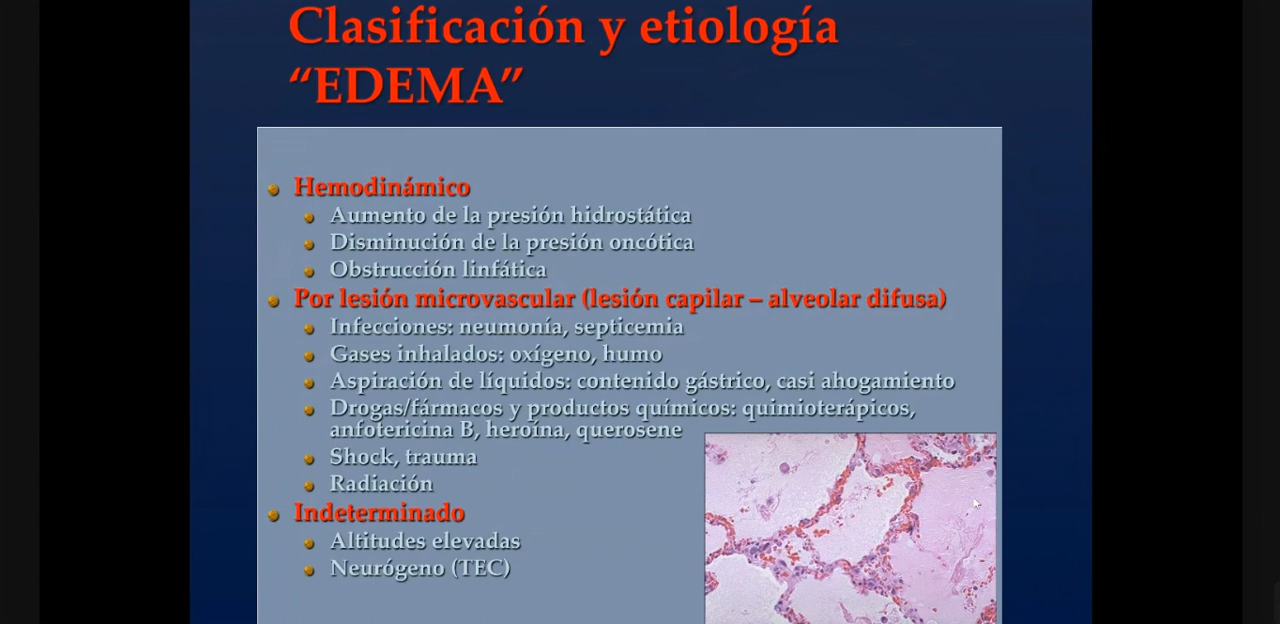 Clasificación y etiología
“EDEMA”
Hemodinámico
Aumento de la presión hidrostática
Disminución de la presión oncótica
Obstrucción linfática
Por lesión microvascular (lesión capilar – alveolar difusa)
Infecciones: neumonía, septicemia
Gases inhalados: oxígeno, humo
Aspiración de líquidos: contenido gástrico, casi ahogamiento
Drogas/fármacos y productos químicos: quimioterápicos,
anfotericina B, heroína, querosene
Shock, trauma
Radiación
Indeterminado
Altitudes elevadas
Neurógeno (TEC)